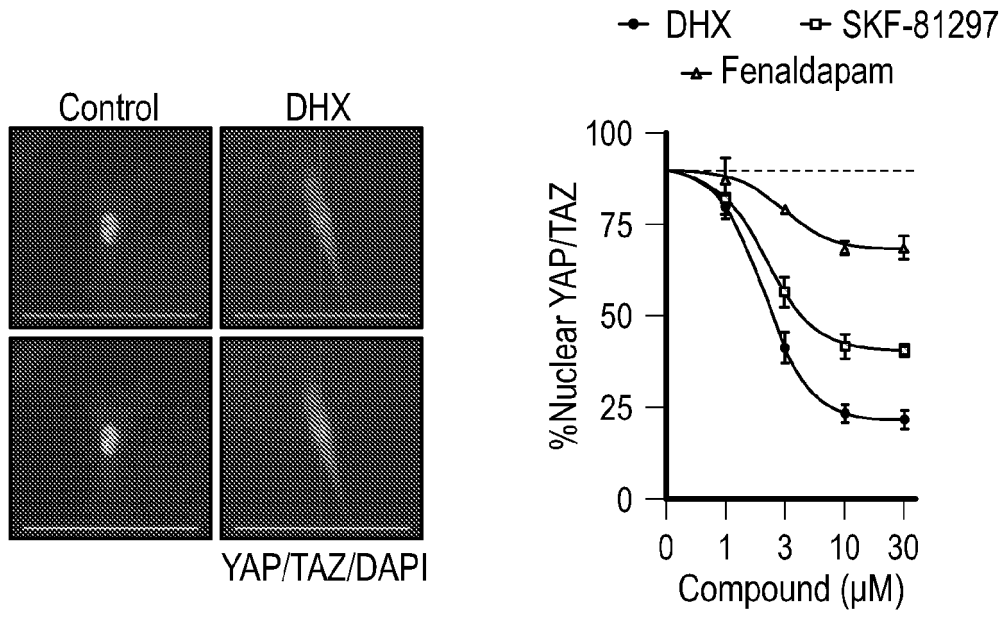 Control
DHX
YAP/TAZ/DAPI
DHX
SKF-81297
Fenaldapam
%Nuclear YAP/TAZ
100
75
50
25
0
0 1 3 10 30
Compound (µM)